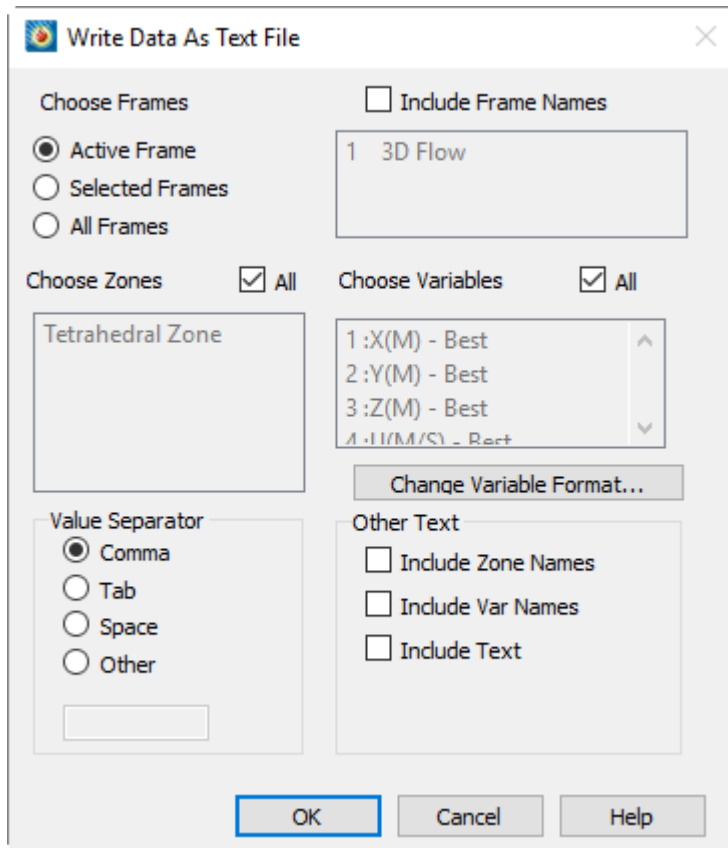 Write Data As Text File
Choose Frames
Include Frame Names
Active Frame
Selected Frames
All Frames
1 3D Flow
Choose Zones
All
Choose Variables
All
Tetrahedral Zone
1 :X(M) - Best
2 :Y(M) - Best
3 :Z(M) - Best
4 :U(M/S) - Best
Change Variable Format...
Value Separator
Comma
Tab
Space
Other
Other Text
Include Zone Names
Include Var Names
Include Text
OK
Cancel
Help